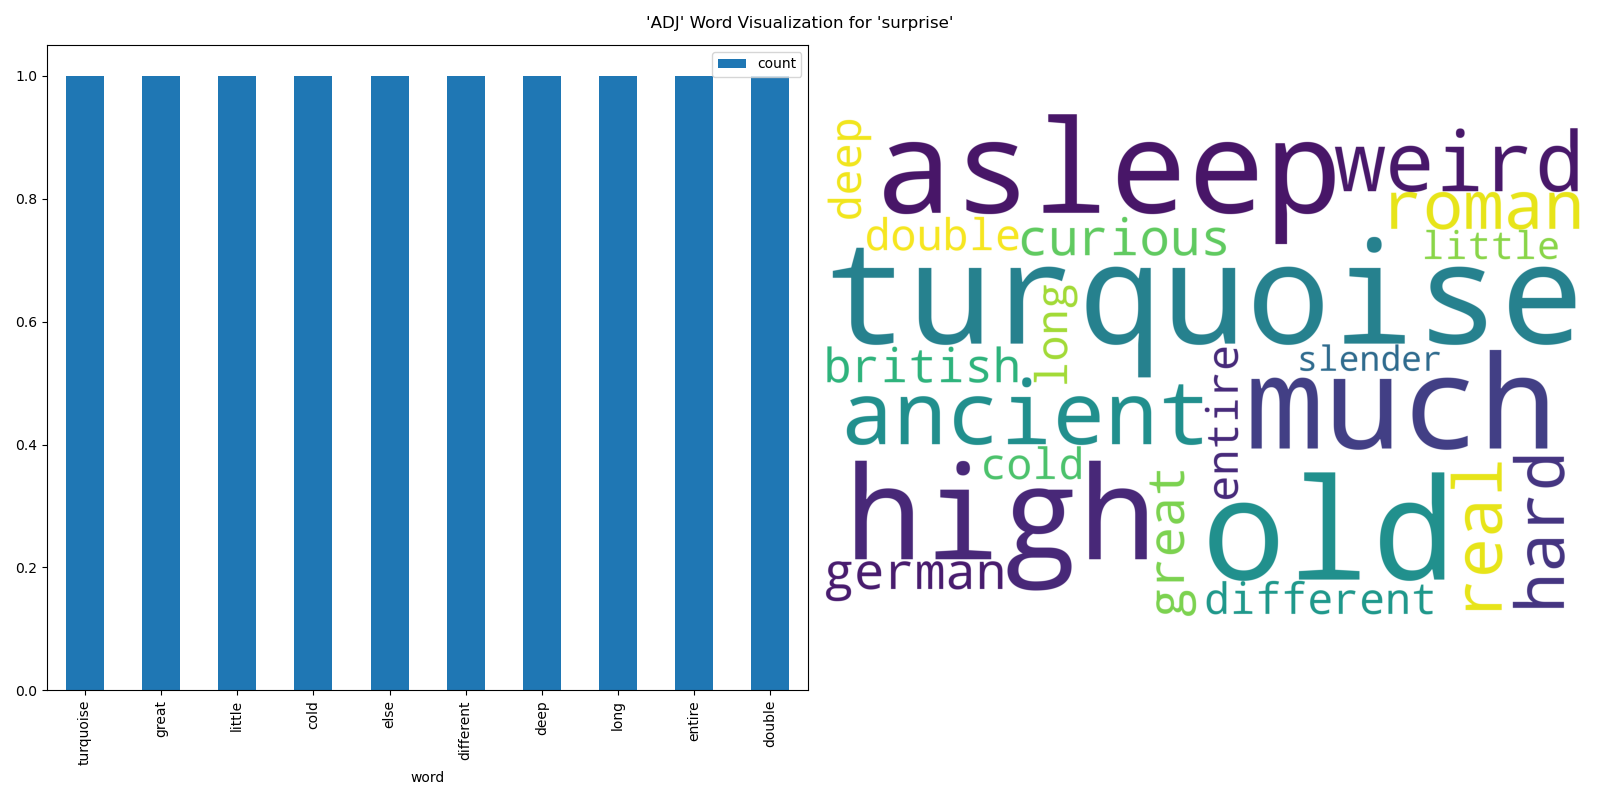 'ADJ' Word Visualization for 'surprise'
count
1.0
0.8
0.6
0.4
0.2
0.0
turquoise
great
little
cold
else
different
deep
long
entire
double
word
deep
asleep
weird
roman
double
curious
little
turquoise
long
british
slender
entire
much
ancient
cold
high
great
old
real
hard
german
different